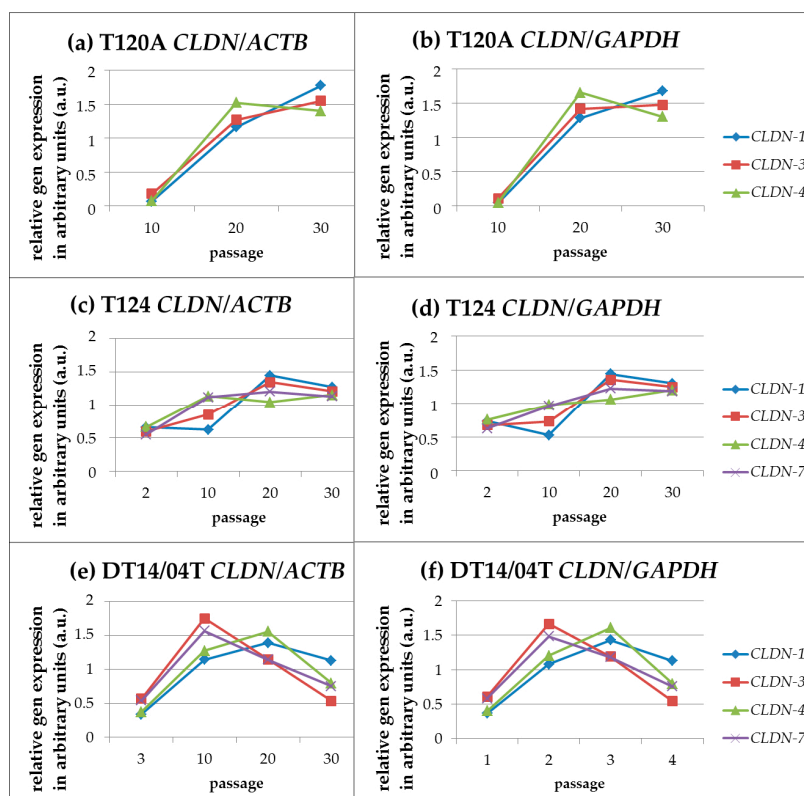 (a) T120A CLDN/ACTB
relative gen expression
in arbitrary units (a.u.)
2
1.5
1
0.5
0
10 20 30
passage
(b) T120A CLDN/GAPDH
relative gen expression
in arbitrary units (a.u.)
2
1.5
1
0.5
0
10 20 30
passage
CLDN-1
CLDN-3
CLDN-4
(c) T124 CLDN/ACTB
relative gen expression
in arbitrary units (a.u.)
2
1.5
1
0.5
0
2 10 20 30
passage
(d) T124 CLDN/GAPDH
relative gen expression
in arbitrary units (a.u.)
2
1.5
1
0.5
0
2 10 20 30
passage
CLDN-1
CLDN-3
CLDN-4
CLDN-7
(e) DT14/04T CLDN/ACTB
relative gen expression
in arbitrary units (a.u.)
2
1.5
1
0.5
0
3 10 20 30
passage
(f) DT14/04T CLDN/GAPDH
relative gen expression
in arbitrary units (a.u.)
2
1.5
1
0.5
0
1 2 3 4
passage
CLDN-1
CLDN-3
CLDN-4
CLDN-7